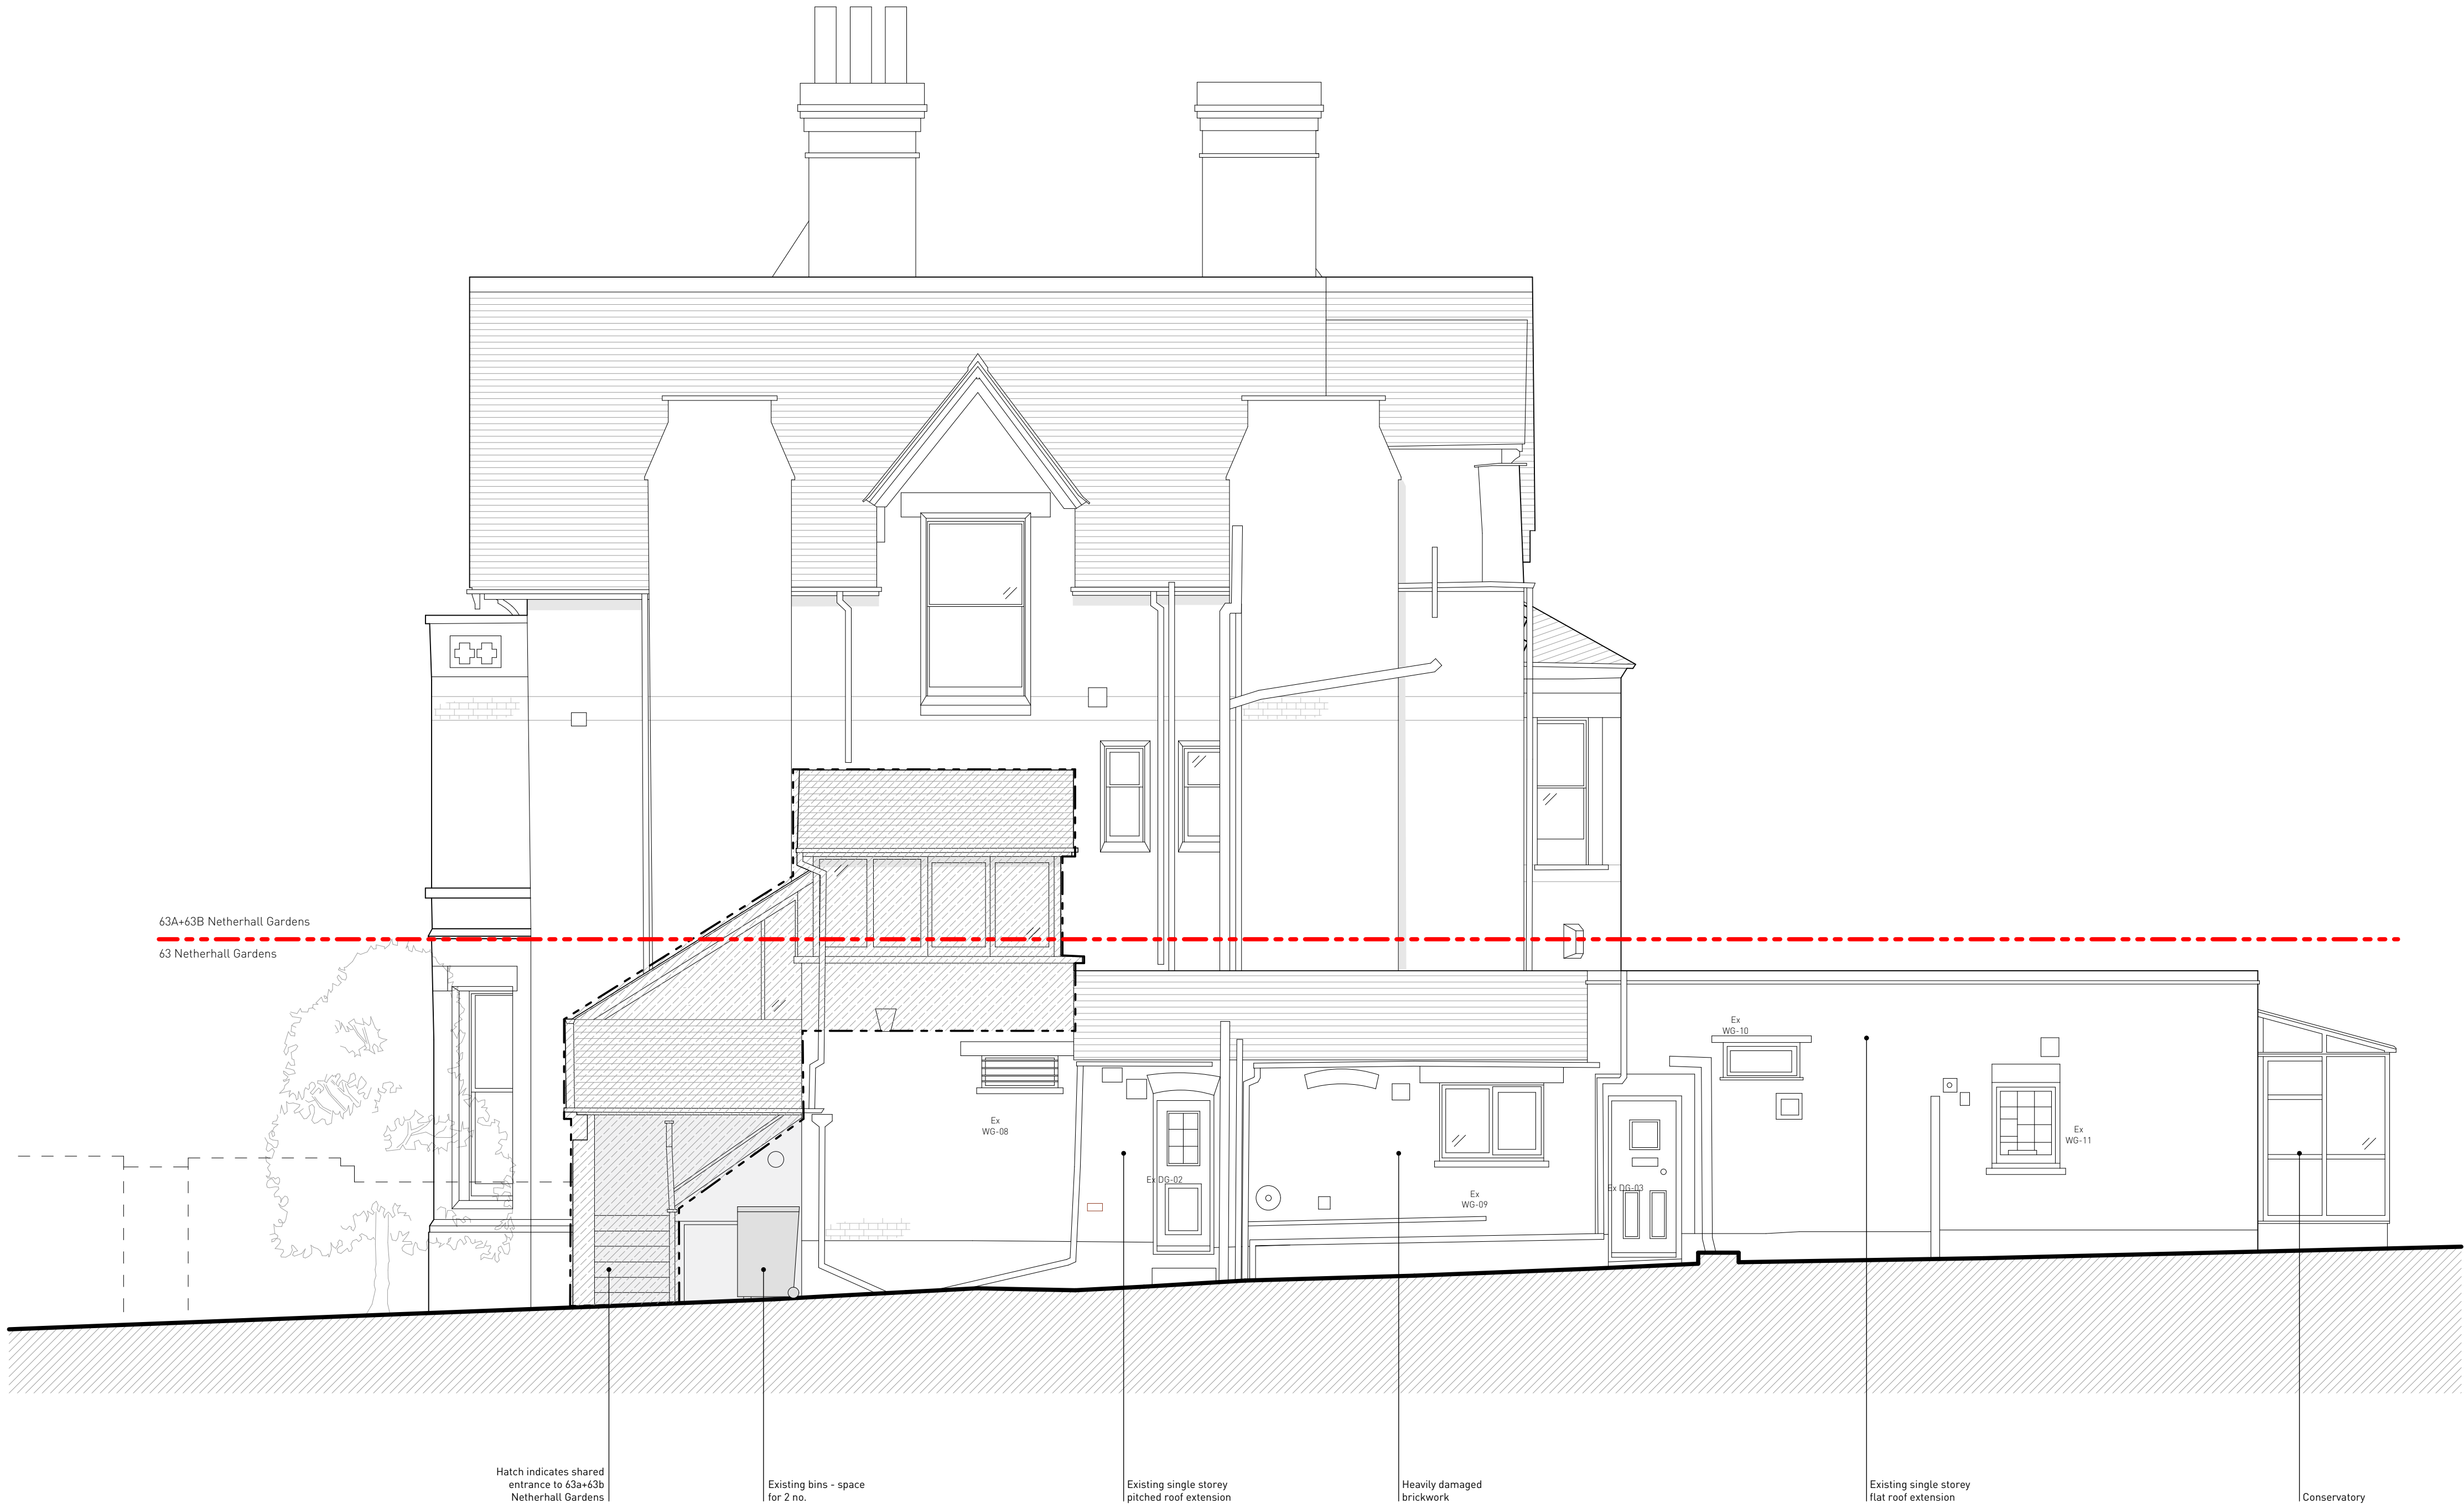 63A+63B Netherhall Gardens
63 Netherhall Gardens
Ex
WG-10
Ex
WG-08
Ex
WG-11
Ex DG-02
Ex DG-03
Ex
WG-09
Hatch indicates shared
entrance to 63a+63b
Netherhall Gardens
Existing bins - space
for 2 no.
Existing single storey
pitched roof extension
Heavily damaged
brickwork
Existing single storey
flat roof extension
Conservatory